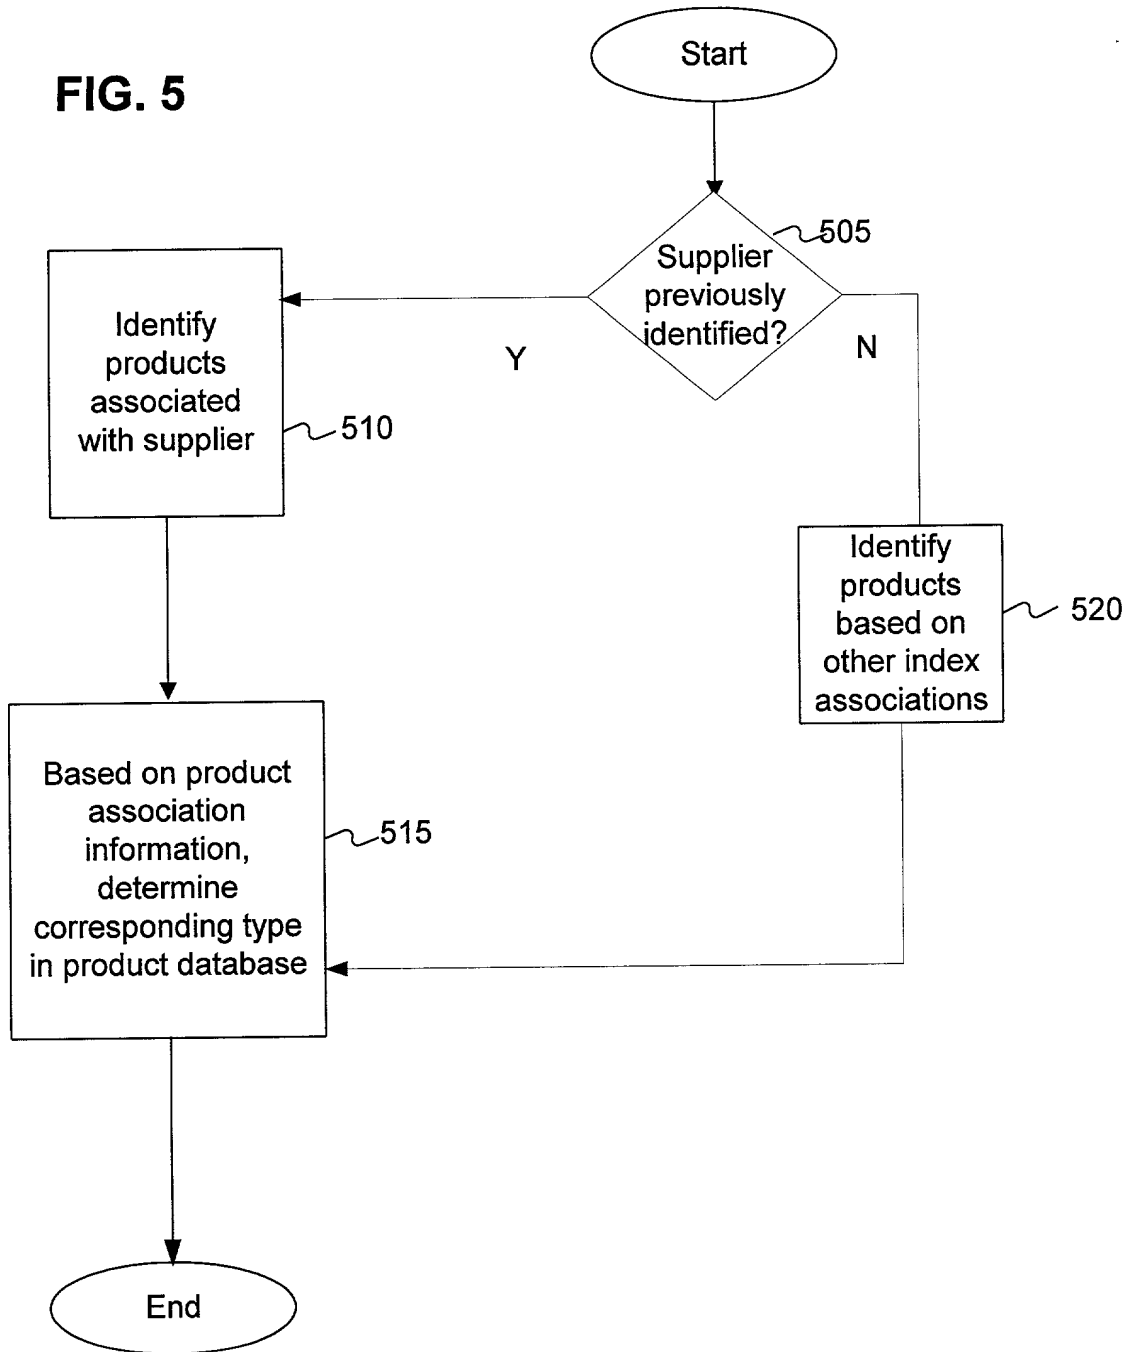 FIG. 5
Start
505
Supplier
previously
identified?
Y
N
Identify
products
associated
with supplier
510
Identify
products
based on
other index
associations
520
Based on product
association
information,
determine
corresponding type
in product database
515
End